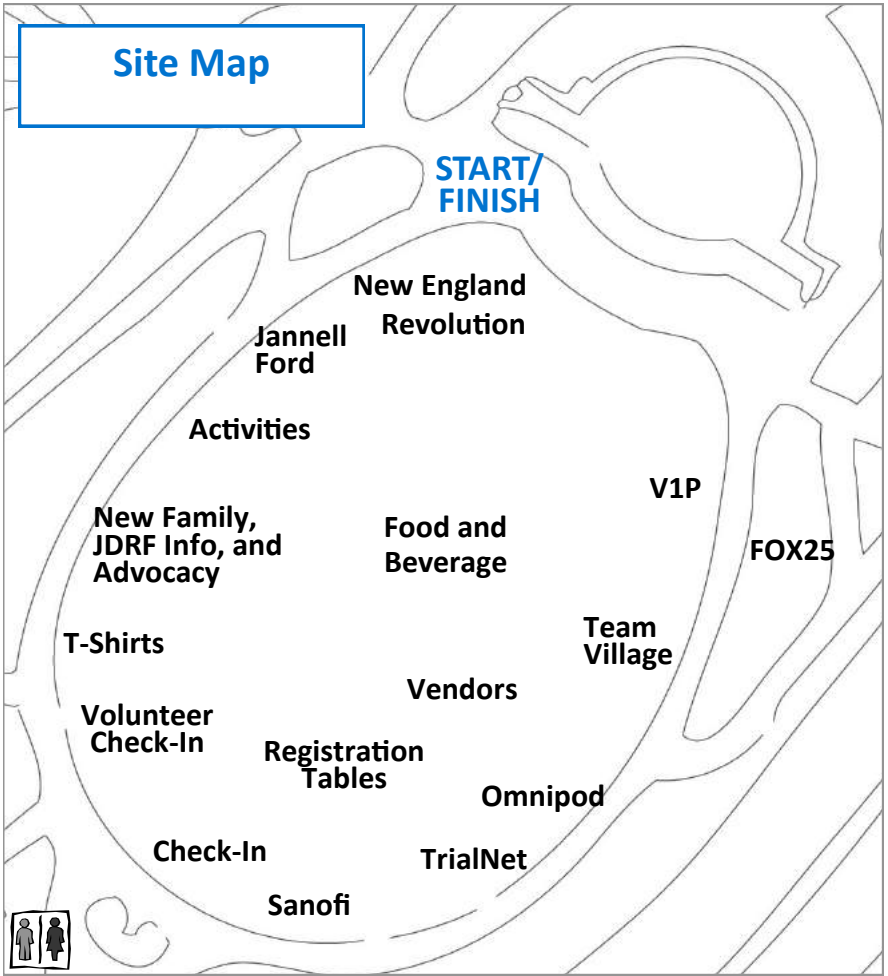 Site Map
START/
FINISH
New England
Revolution
Jannell
Ford
Activities
V1P
New Family,
JDRF Info, and
Advocacy
Food and
Beverage
FOX25
T-Shirts
Team
Village
Vendors
Volunteer
Check-In
Registration
Tables
Omnipod
Check-In
TrialNet
Sanofi